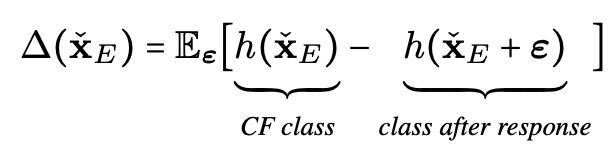 Δ(x̌_E) = 𝔼_ε[h(x̌_E) − h(x̌_E + ε)]
CF class class after response